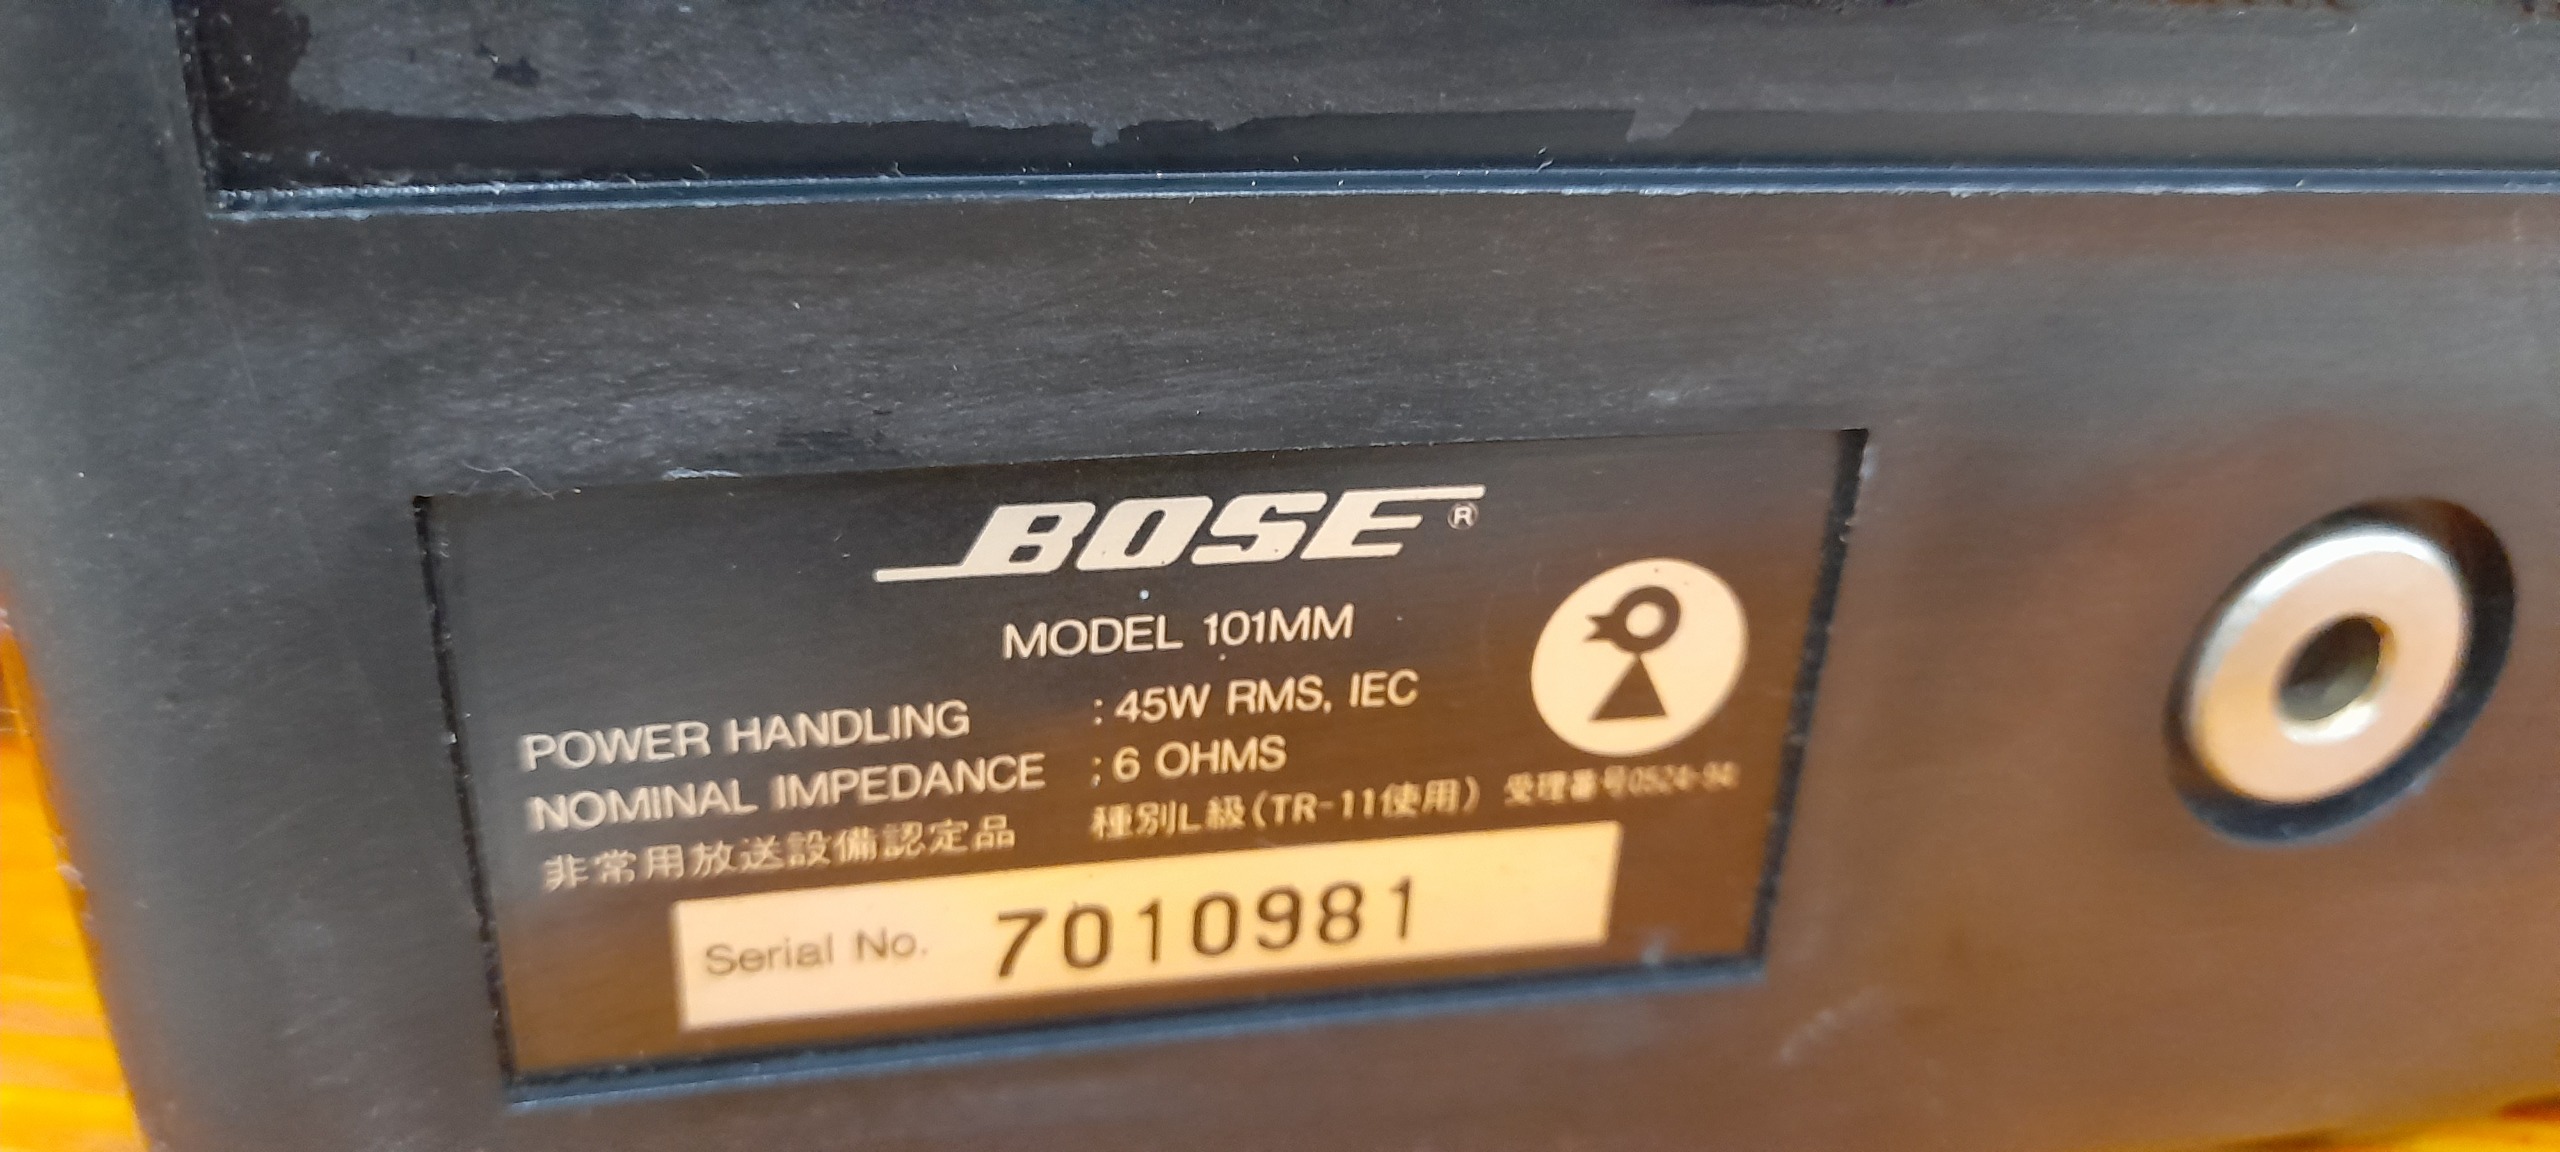 BOSE®
MODEL 101MM
POWER HANDLING : 45W RMS, IEC
NOMINAL IMPEDANCE : 6 OHMS
非常用放送設備認定品 種別L級(TR-11使用) 受理番号0524-94
Serial No. 7010981